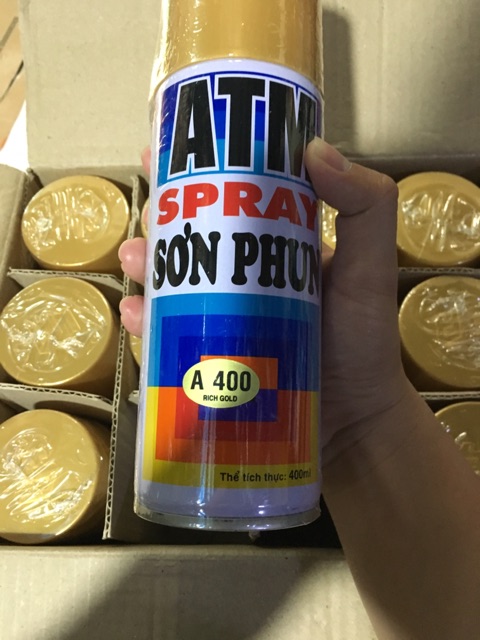 ATM
SPRAY
SƠN PHUN
A 400
RICH GOLD
Thể tích thực: 400ml